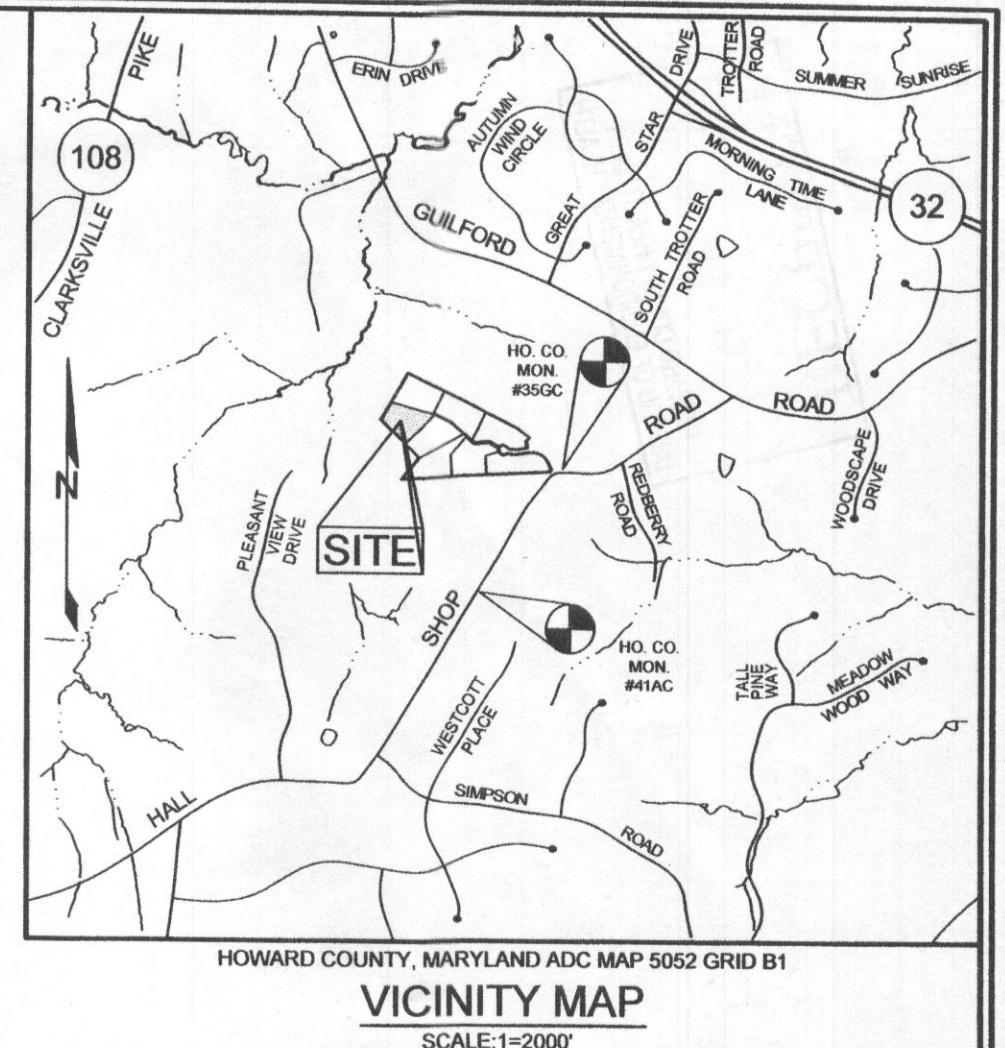 PIKE
108
CLARKSVILLE
ERIN DRIVE
AUTUMN
WIND
CIRCLE
GREAT
STAR
DRIVE
TROTTER
ROAD
SUMMER
SUNRISE
MORNING TIME
LANE
32
GUILFORD
SOUTH TROTTER
ROAD
HO. CO.
MON.
#35GC
ROAD
ROAD
WOODSCAPE
DRIVE
REDBERRY
ROAD
N
PLEASANT
VIEW
DRIVE
SITE
SHOP
HO. CO.
MON.
#41AC
TALL
PINE
WAY
MEADOW
WOOD WAY
WESTCOTT
PLACE
HALL
SIMPSON
ROAD
HOWARD COUNTY, MARYLAND ADC MAP 5052 GRID B1
VICINITY MAP
SCALE:1=2000'